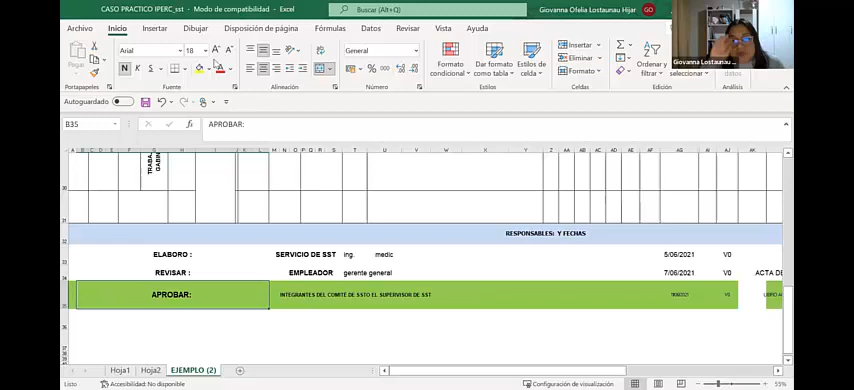 CASO PRACTICO IPERC_sst - Modo de compatibilidad - Excel
Buscar (Alt+Q)
Giovanna Ofelia Lostaunau Hijar
GO
Archivo Inicio Insertar Dibujar Disposición de página Fórmulas Datos Revisar Vista Ayuda
Pegar
Portapapeles
Arial 18
N K S
Fuente
Alineación
General
Número
Formato condicional
Dar formato como tabla
Estilos de celda
Estilos
Insertar
Eliminar
Formato
Celdas
Ordenar y filtrar
seleccionar
datos
Giovanna Lostaunau ...
Autoguardado
B35
fx
APROBAR:
TRABA
GABIN
RESPONSABLES: Y FECHAS
ELABORO : SERVICIO DE SST ing. medic 5/06/2021 V0
REVISAR : EMPLEADOR gerente general 7/06/2021 V0 ACTA DE
APROBAR: INTEGRANTES DEL COMITÉ DE SSTO EL SUPERVISOR DE SST
Hoja1 Hoja2 EJEMPLO (2)
Listo Accesibilidad: No disponible Configuración de visualización 55%